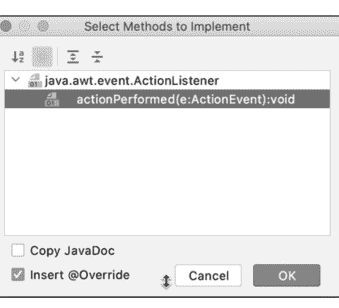 Select Methods to Implement
java.awt.event.ActionListener
actionPerformed(e:ActionEvent):void
Copy JavaDoc
Insert @Override
Cancel
OK